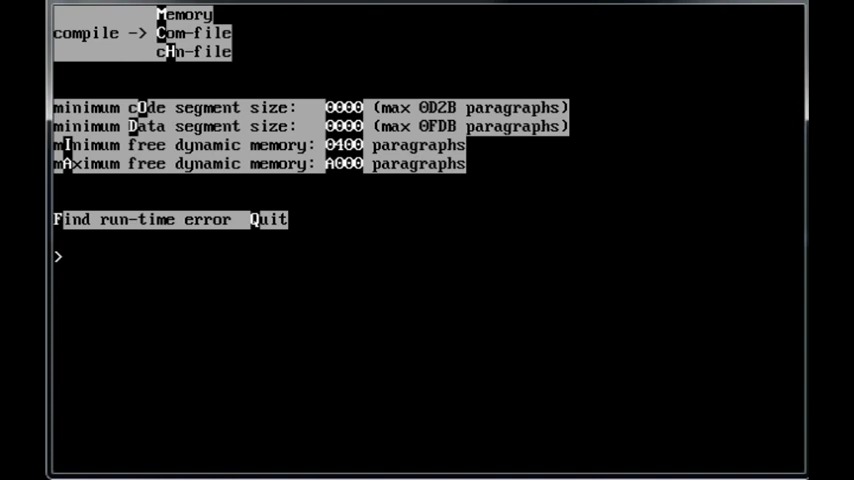 Memory
compile -> Com-file
cHn-file
minimum cOde segment size: 0000 (max 0D2B paragraphs)
minimum Data segment size: 0000 (max 0FDB paragraphs)
mInimum free dynamic memory: 0400 paragraphs
mAximum free dynamic memory: A000 paragraphs
Find run-time error Quit
>